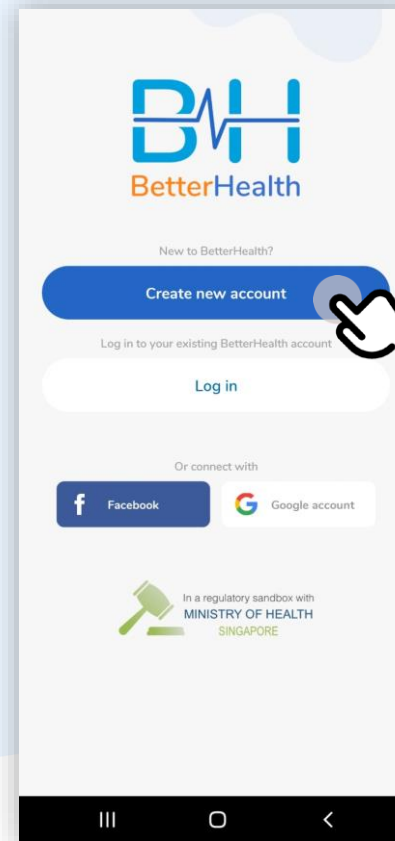 BH
BetterHealth
New to BetterHealth?
Create new account
Log in to your existing BetterHealth account
Log in
Or connect with
f Facebook
G Google account
In a regulatory sandbox with
MINISTRY OF HEALTH
SINGAPORE